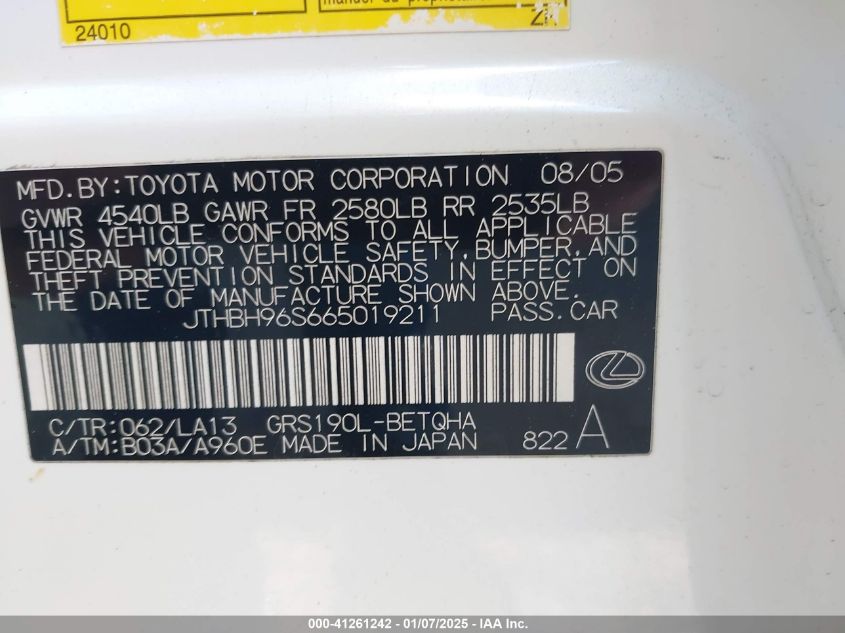 manuel du propriétaire
24010
MFD.BY:TOYOTA MOTOR CORPORATION 08/05
GVWR 4540LB GAWR FR 2580LB RR 2535LB
THIS VEHICLE CONFORMS TO ALL APPLICABLE
FEDERAL MOTOR VEHICLE SAFETY,BUMPER,AND
THEFT PREVENTION STANDARDS IN EFFECT ON
THE DATE OF MANUFACTURE SHOWN ABOVE.
JTHBH96S665019211 PASS.CAR
C/TR:062/LA13 GRS190L-BETQHA
A/TM:B03A/A960E MADE IN JAPAN 822 A
000-41261242 - 01/07/2025 - IAA Inc.